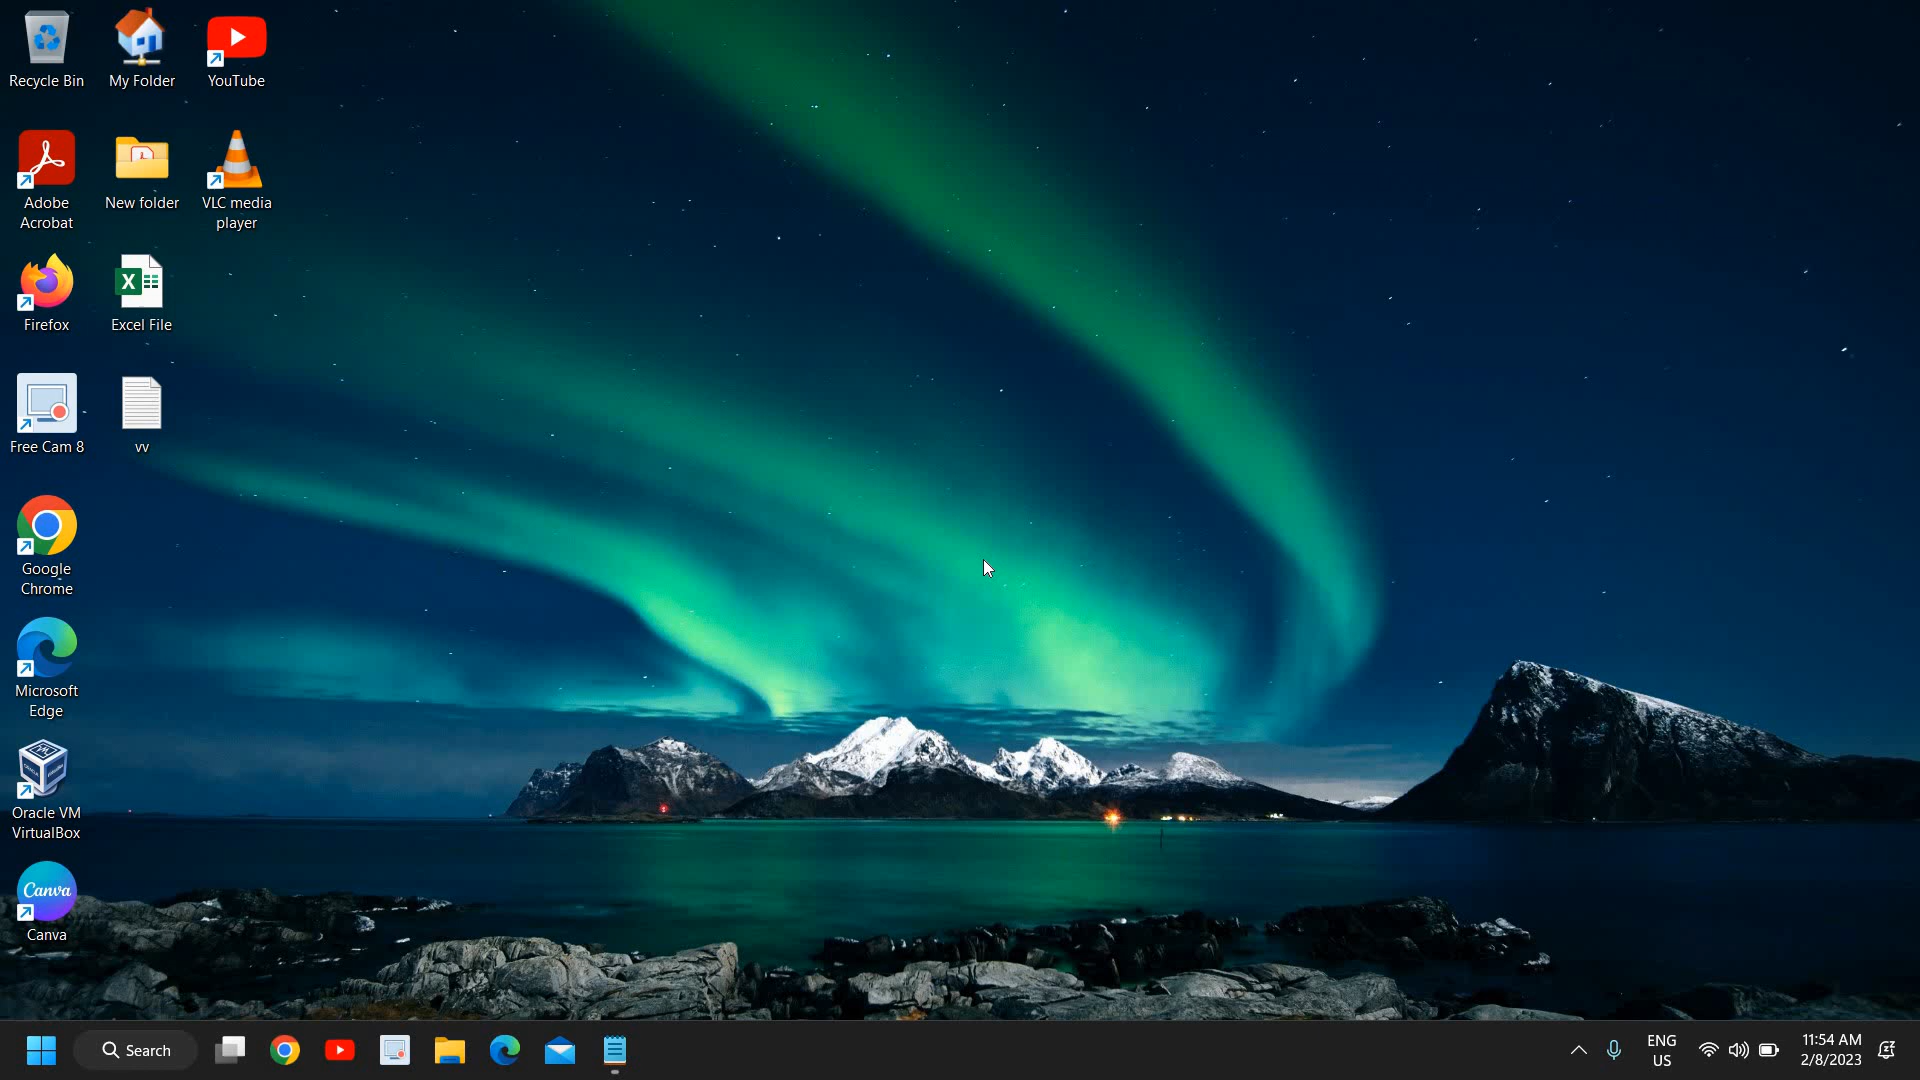 Recycle Bin
My Folder
YouTube
Adobe
Acrobat
New folder
VLC media
player
Firefox
Excel File
Free Cam 8
vv
Google
Chrome
Microsoft
Edge
Oracle VM
VirtualBox
Canva
Canva
Search
ENG
US
11:54 AM
2/8/2023